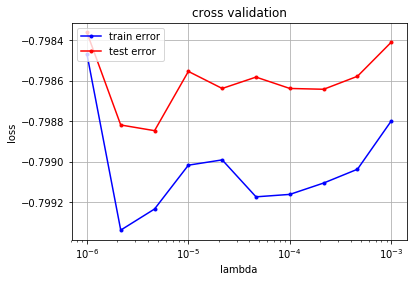 cross validation
train error
test error
−0.7984
−0.7986
−0.7988
−0.7990
−0.7992
loss
10⁻⁶
10⁻⁵
10⁻⁴
10⁻³
lambda